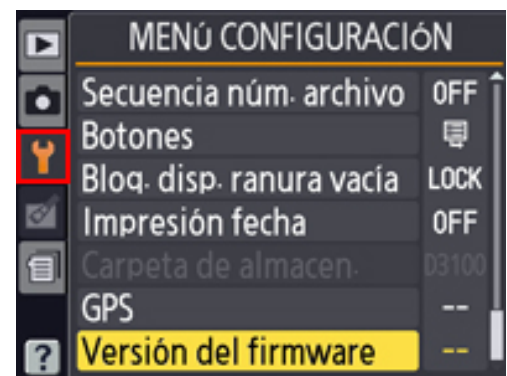 MENÚ CONFIGURACIÓN
Secuencia núm. archivo OFF
Botones
Bloq. disp. ranura vacía LOCK
Impresión fecha OFF
Carpeta de almacen. D3100
GPS --
Versión del firmware --
?